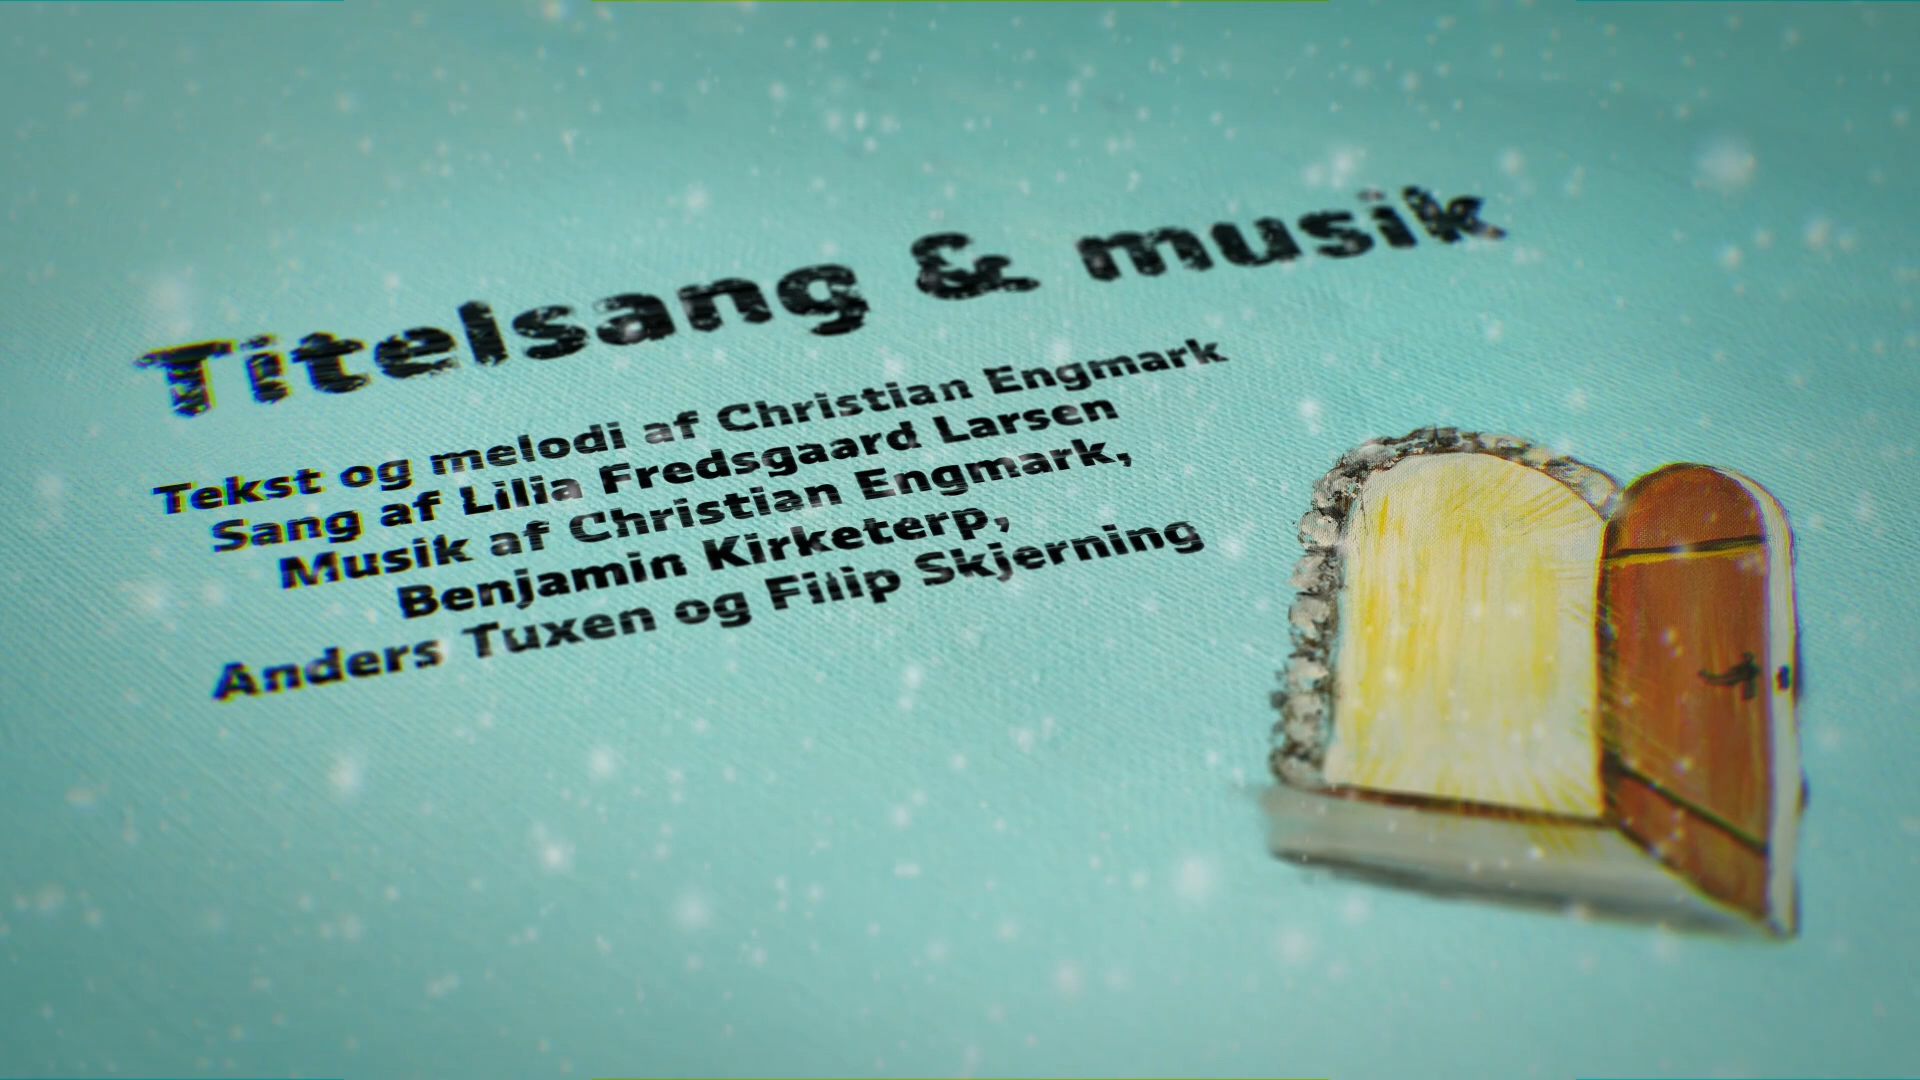 Titelsang & musik
Tekst og melodi af Christian Engmark
Sang af Lilia Fredsgaard Larsen
Musik af Christian Engmark,
Benjamin Kirketerp,
Anders Tuxen og Filip Skjerning